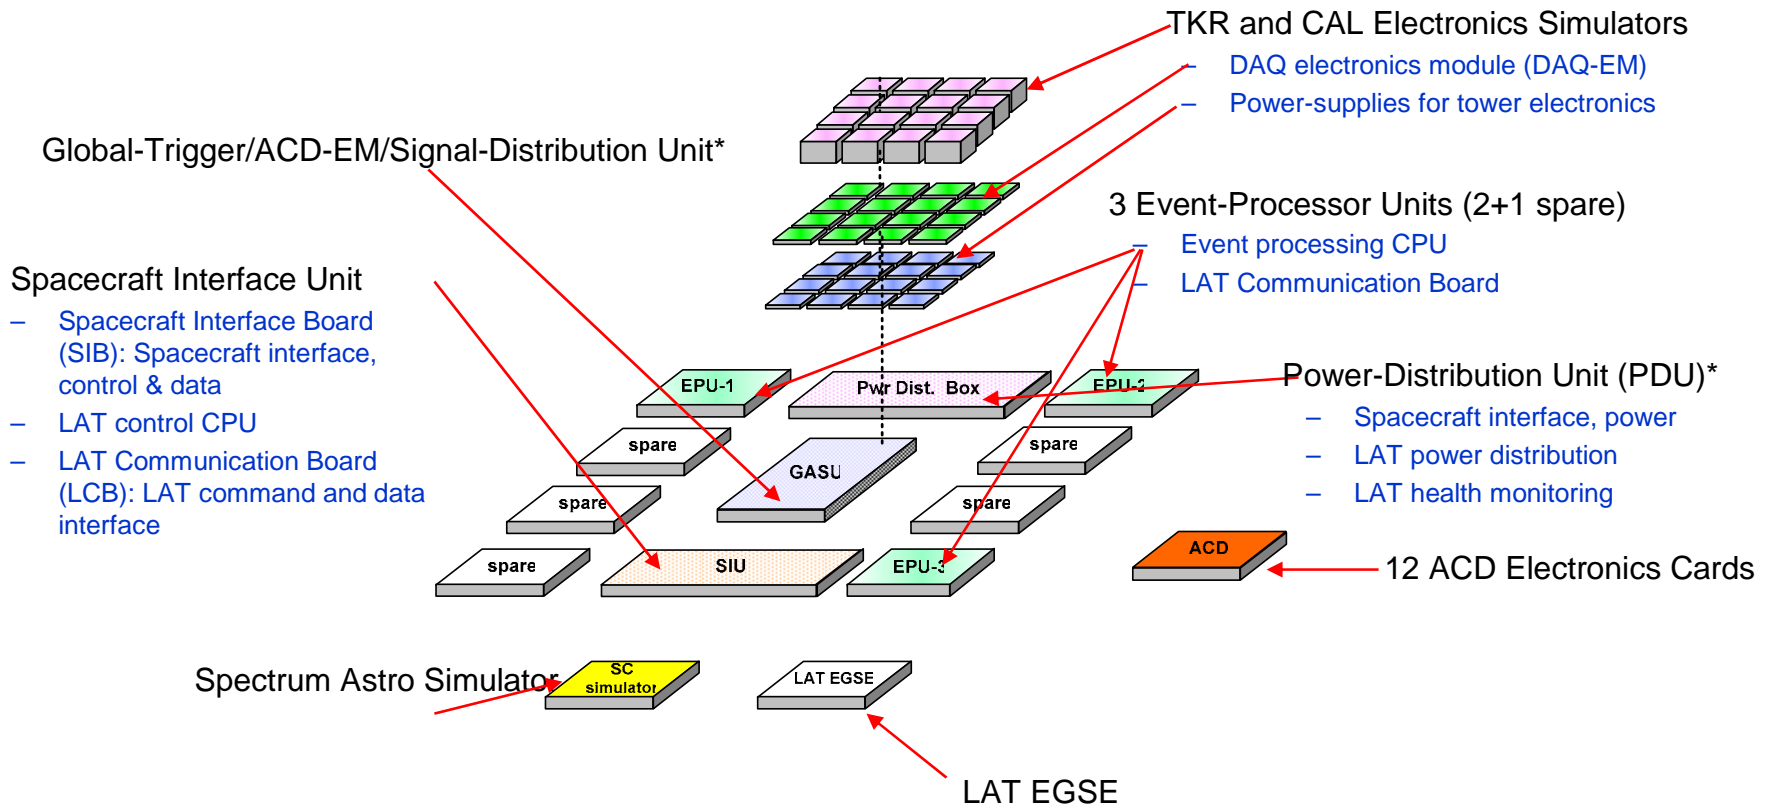 TKR and CAL Electronics Simulators
– DAQ electronics module (DAQ-EM)
– Power-supplies for tower electronics
Global-Trigger/ACD-EM/Signal-Distribution Unit*
3 Event-Processor Units (2+1 spare)
– Event processing CPU
– LAT Communication Board
Spacecraft Interface Unit
– Spacecraft Interface Board
(SIB): Spacecraft interface,
control & data
– LAT control CPU
– LAT Communication Board
(LCB): LAT command and data
interface
Power-Distribution Unit (PDU)*
– Spacecraft interface, power
– LAT power distribution
– LAT health monitoring
EPU-1
Pwr Dist. Box
EPU-2
spare
GASU
spare
spare
spare
spare
SIU
EPU-3
ACD
12 ACD Electronics Cards
Spectrum Astro Simulator
SC
simulator
LAT EGSE
LAT EGSE